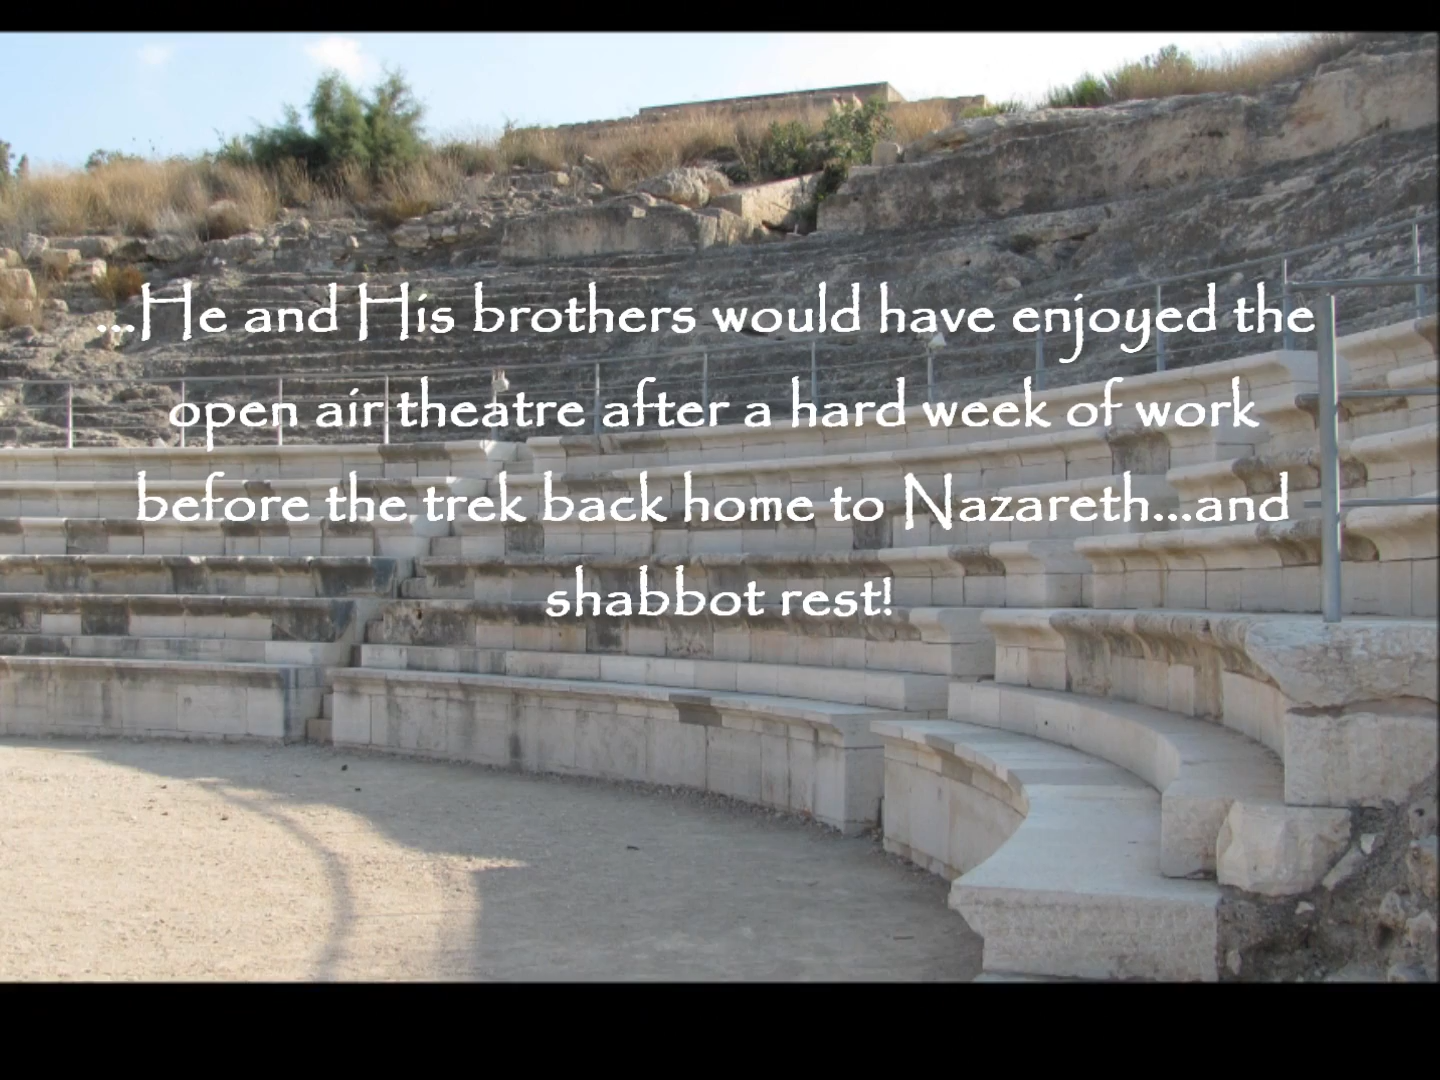 ...He and His brothers would have enjoyed the
open air theatre after a hard week of work
before the trek back home to Nazareth...and
shabbot rest!